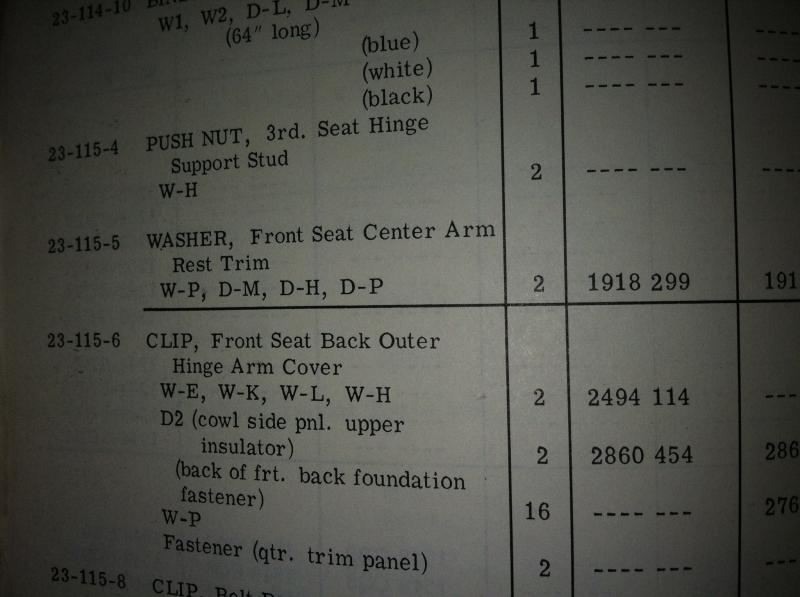 23-114-10
W1, W2, D-L, D-M
(64" long)
(blue) 1 ---- --- ----
(white) 1 ---- ---
(black) 1 ---- --- ----
23-115-4 PUSH NUT, 3rd. Seat Hinge
Support Stud
W-H 2 ---- --- ----
23-115-5 WASHER, Front Seat Center Arm
Rest Trim
W-P, D-M, D-H, D-P 2 1918 299 191
23-115-6 CLIP, Front Seat Back Outer
Hinge Arm Cover
W-E, W-K, W-L, W-H 2 2494 114 ---
D2 (cowl side pnl. upper
insulator) 2 2860 454 286
(back of frt. back foundation
fastener) 16 ---- --- 276
W-P
Fastener (qtr. trim panel) 2 ---- --- ---
23-115-8 CLIP, Belt